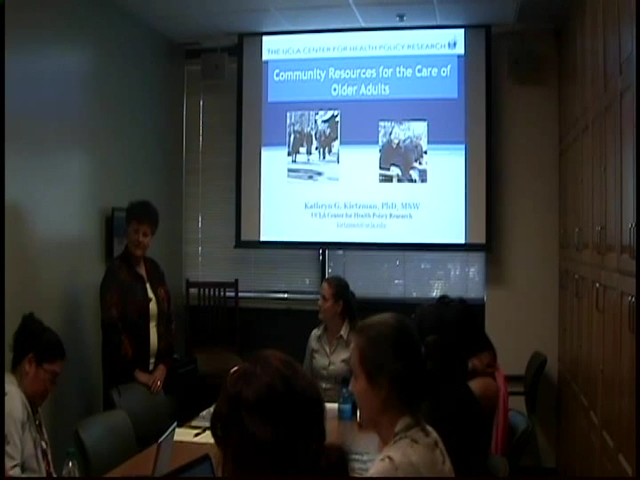 THE UCLA CENTER FOR HEALTH POLICY RESEARCH
Community Resources for the Care of
Older Adults
Kathryn G. Kietzman, PhD, MSW
UCLA Center for Health Policy Research